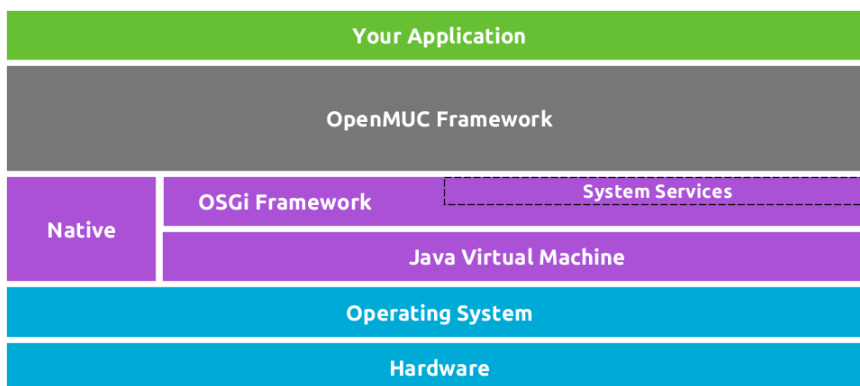 Your Application
OpenMUC Framework
System Services
OSGi Framework
Native
Java Virtual Machine
Operating System
Hardware